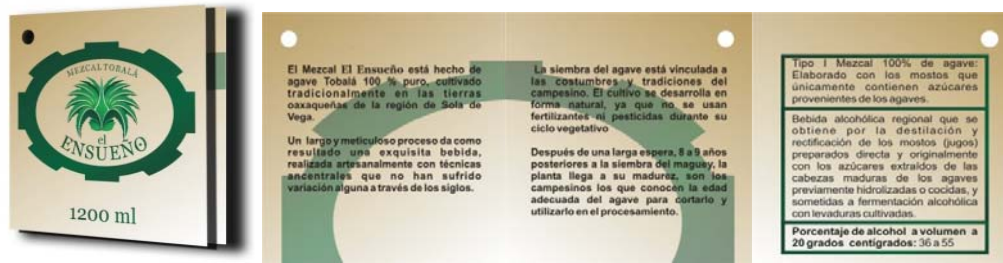 MEZCAL TOBALÁ
el
ENSUEÑO
1200 ml
El Mezcal El Ensueño está hecho de
agave Tobalá 100 % puro, cultivado
tradicionalmente en las tierras
oaxaqueñas de la región de Sola de
Vega.
Un largo y meticuloso proceso da como
resultado una exquisita bebida,
realizada artesanalmente con técnicas
ancentrales que no han sufrido
variación alguna a través de los siglos.
La siembra del agave está vinculada a
las costumbres y tradiciones del
campesino. El cultivo se desarrolla en
forma natural, ya que no se usan
fertilizantes ni pesticidas durante su
ciclo vegetativo
Después de una larga espera, 8 a 9 años
posteriores a la siembra del maguey, la
planta llega a su madurez, son los
campesinos los que conocen la edad
adecuada del agave para cortarlo y
utilizarlo en el procesamiento.
Tipo I Mezcal 100% de agave:
Elaborado con los mostos que
únicamente contienen azúcares
provenientes de los agaves.
Bebida alcohólica regional que se
obtiene por la destilación y
rectificación de los mostos (jugos)
preparados directa y originalmente
con los azúcares extraídos de las
cabezas maduras de los agaves
previamente hidrolizadas o cocidas, y
sometidas a fermentación alcohólica
con levaduras cultivadas.
Porcentaje de alcohol a volumen a
20 grados centígrados: 36 a 55